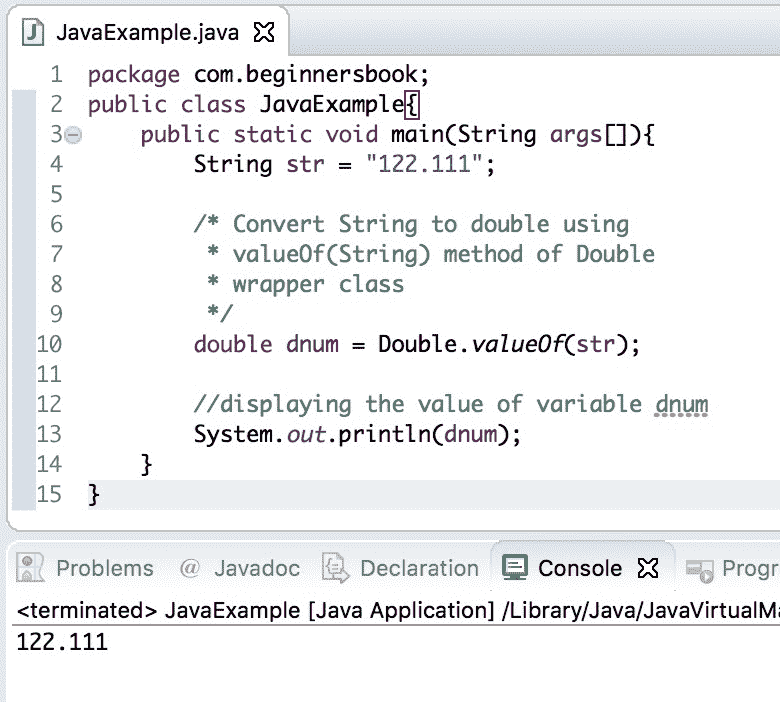 JavaExample.java
1 package com.beginnersbook;
2 public class JavaExample{
3     public static void main(String args[]){
4         String str = "122.111";
5
6         /* Convert String to double using
7          * valueOf(String) method of Double
8          * wrapper class
9          */
10         double dnum = Double.valueOf(str);
11
12         //displaying the value of variable dnum
13         System.out.println(dnum);
14     }
15 }
Problems @ Javadoc Declaration Console Progr
<terminated> JavaExample [Java Application] /Library/Java/JavaVirtualMa
122.111